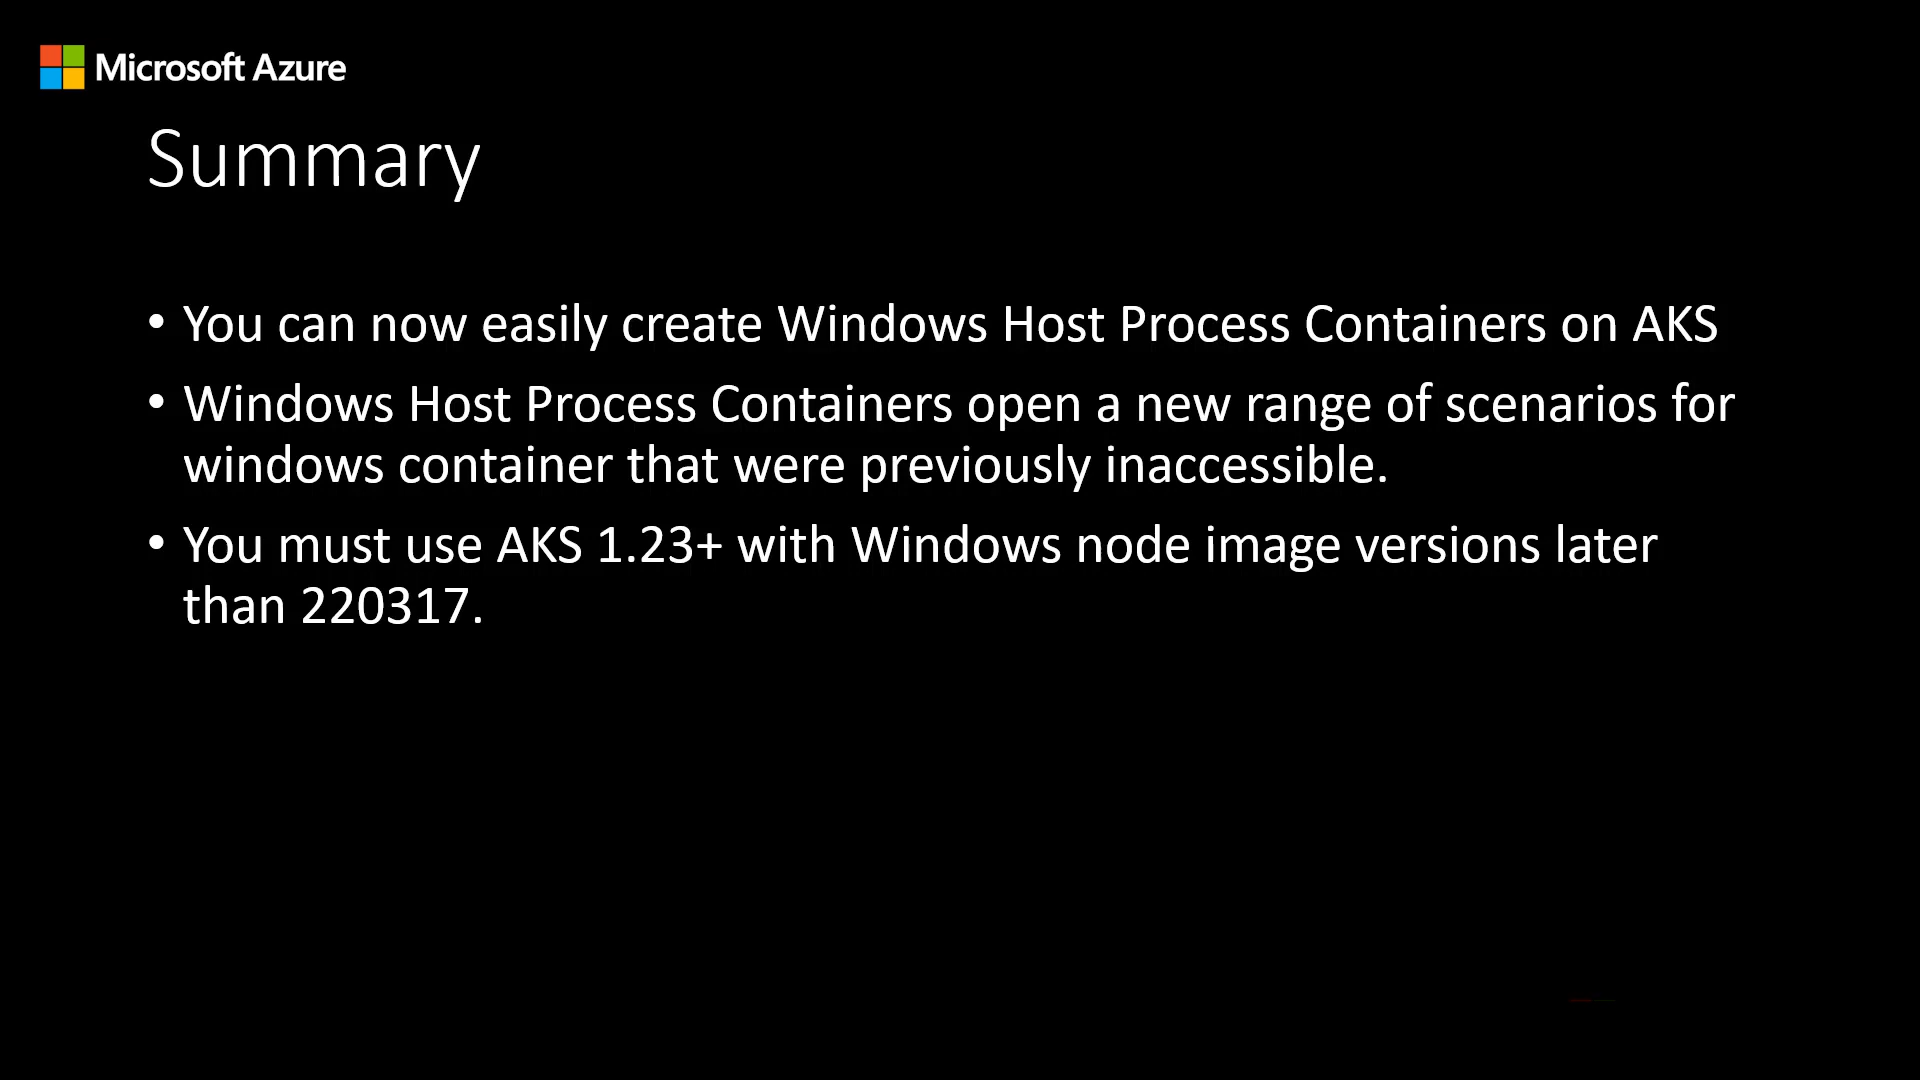 Microsoft Azure
Summary
• You can now easily create Windows Host Process Containers on AKS
• Windows Host Process Containers open a new range of scenarios for
windows container that were previously inaccessible.
• You must use AKS 1.23+ with Windows node image versions later
than 220317.